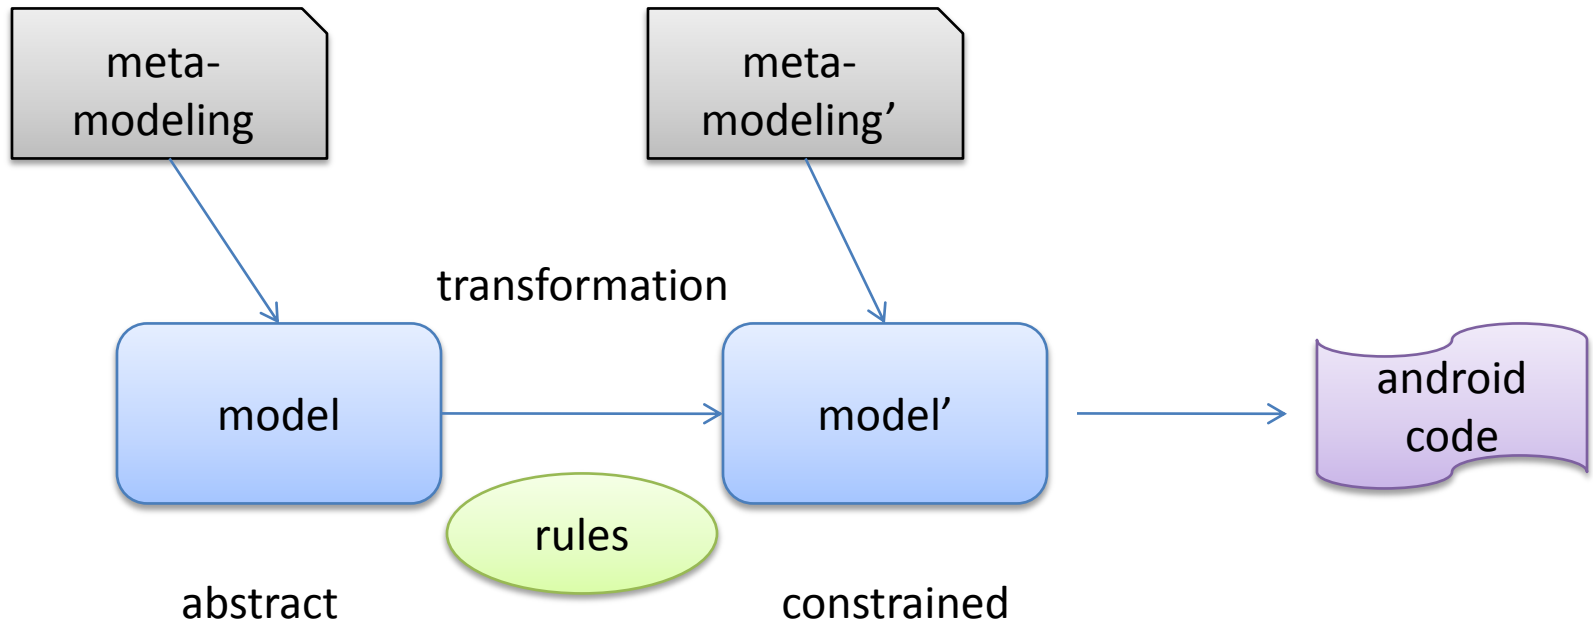 meta-
modeling
meta-
modeling’
transformation
model
model’
android
code
rules
abstract
constrained